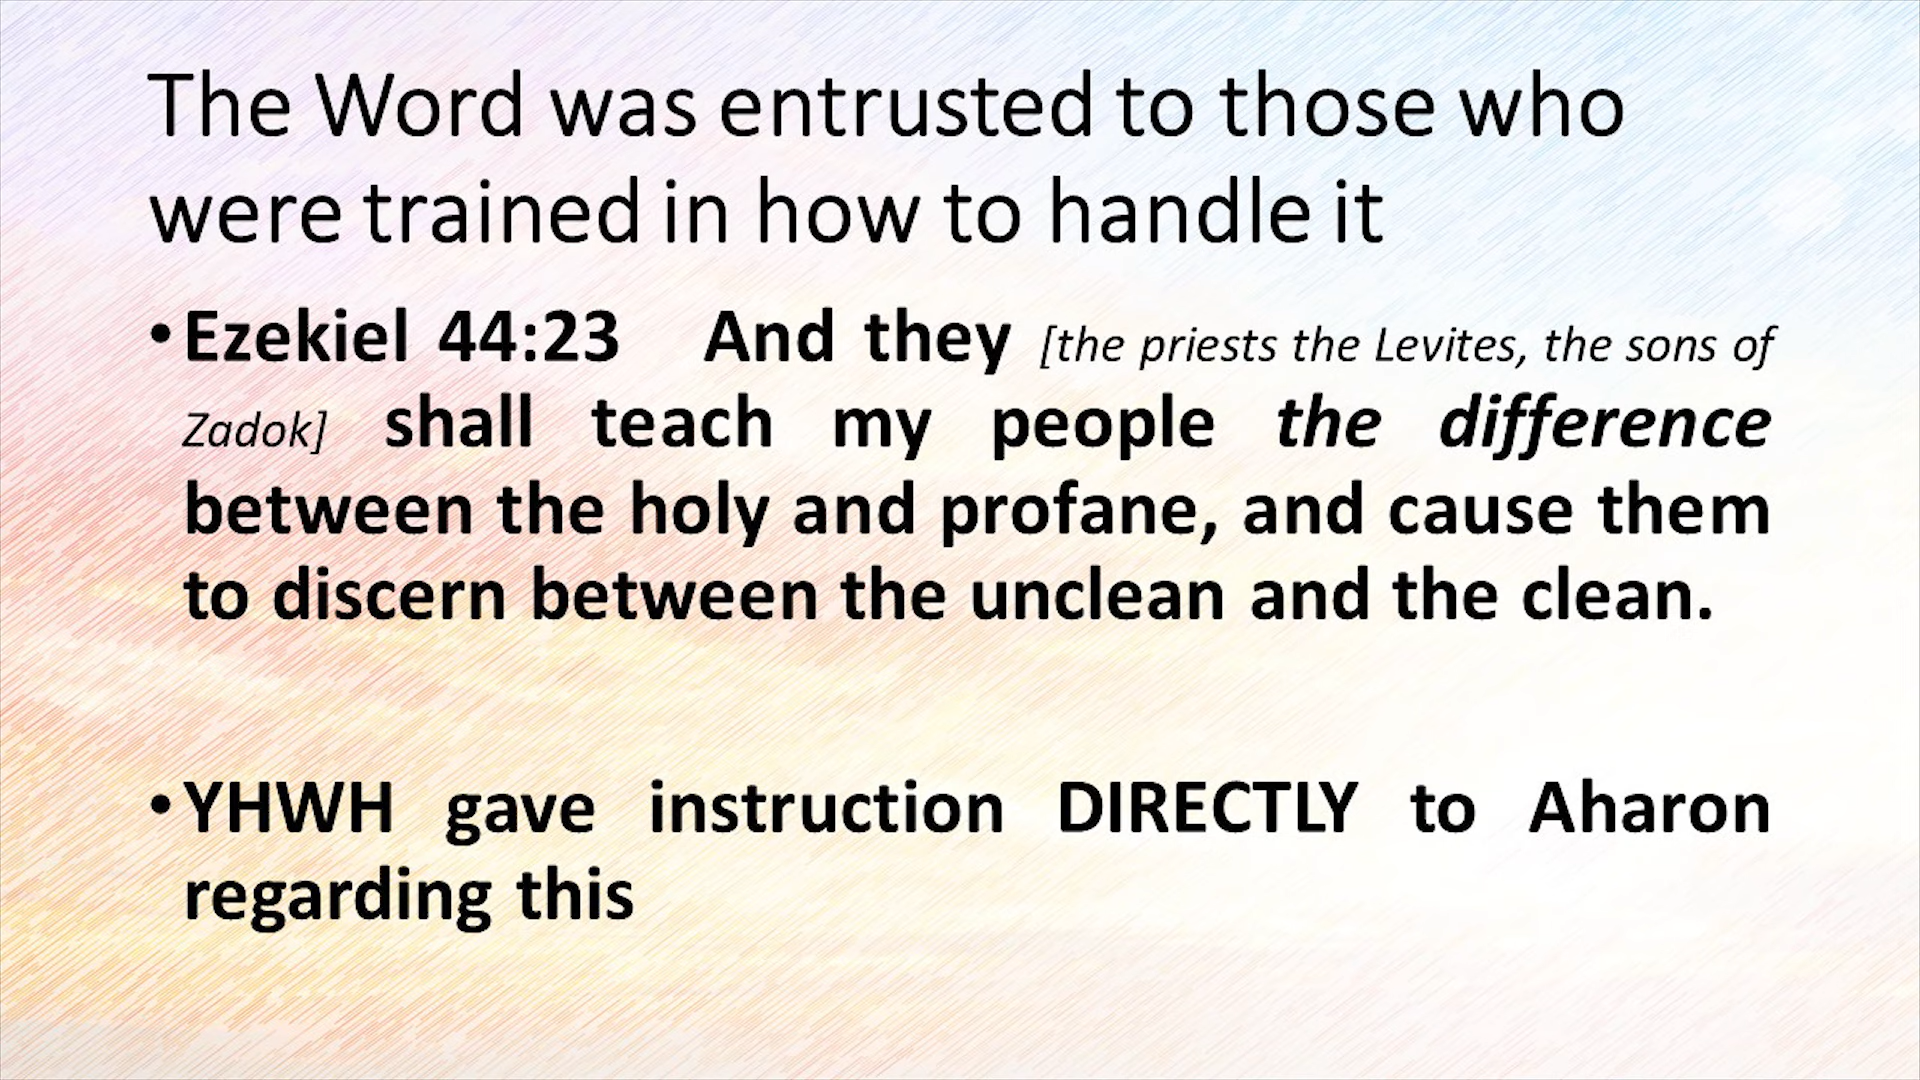 The Word was entrusted to those who
were trained in how to handle it
•Ezekiel 44:23 And they [the priests the Levites, the sons of
Zadok] shall teach my people the difference
between the holy and profane, and cause them
to discern between the unclean and the clean.
•YHWH gave instruction DIRECTLY to Aharon
regarding this